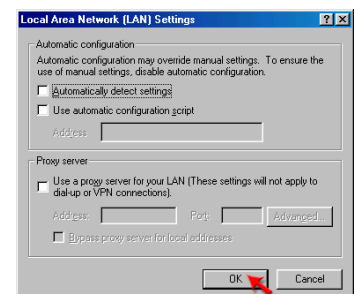 Local Area Network (LAN) Settings
Automatic configuration
Automatic configuration may override manual settings. To ensure the
use of manual settings, disable automatic configuration.
Automatically detect settings
Use automatic configuration script
Address
Proxy server
Use a proxy server for your LAN (These settings will not apply to
dial-up or VPN connections).
Address: Port: Advanced...
Bypass proxy server for local addresses
OK Cancel